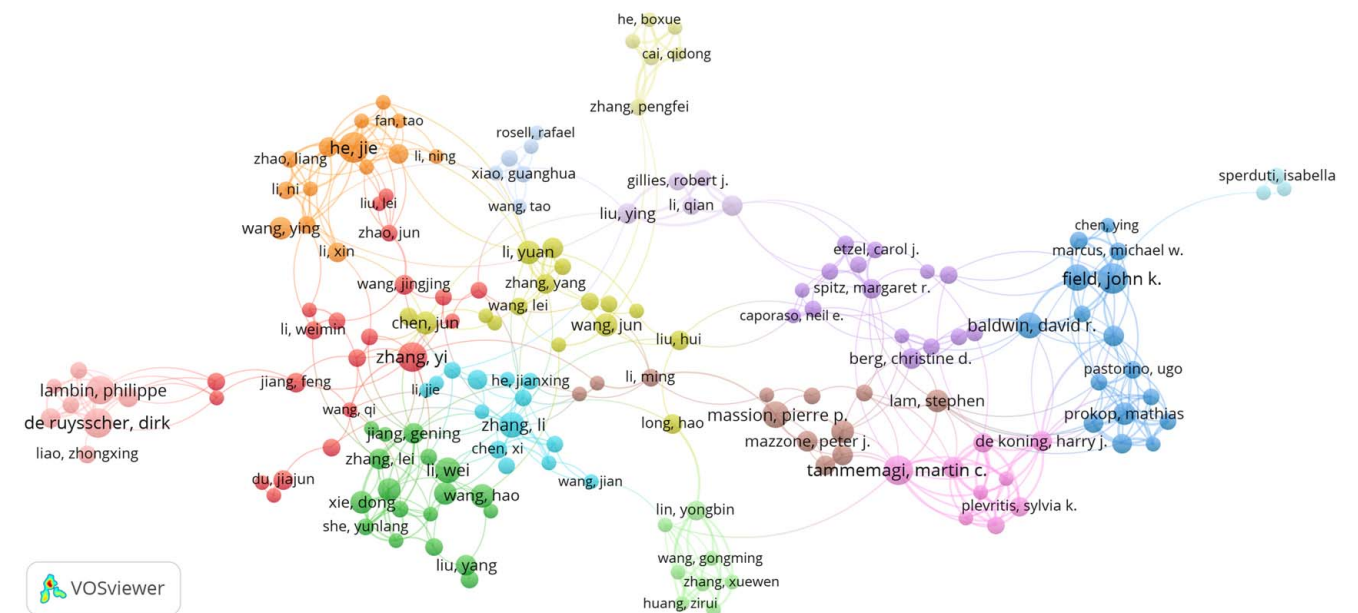 he, boxue
cai, qidong
zhang, pengfei
fan, tao
rosell, rafael
he, jie
zhao, liang
li, ning
xiao, guanghua
gillies, robert j.
sperduti, isabella
li, ni
liu, lei
wang, tao
li, qian
liu, ying
wang, ying
zhao, jun
chen, ying
li, xin
li, yuan
etzel, carol j.
marcus, michael w.
wang, jingjing
zhang, yang
spitz, margaret r.
field, john k.
wang, lei
caporaso, neil e.
li, weimin
chen, jun
wang, jun
baldwin, david r.
liu, hui
zhang, yi
berg, christine d.
pastorino, ugo
lambin, philippe
jiang, feng
li, jie
he, jianxing
li, ming
lam, stephen
wang, qi
massion, pierre p.
prokop, mathias
de ruysscher, dirk
jiang, gening
zhang, li
long, hao
mazzone, peter j.
de koning, harry j.
liao, zhongxing
zhang, lei
chen, xi
li, wei
tammemagi, martin c.
du, jiajun
wang, jian
xie, dong
wang, hao
lin, yongbin
plevritis, sylvia k.
she, yunlang
liu, yang
wang, gongming
zhang, xuewen
huang, zirui
VOSviewer